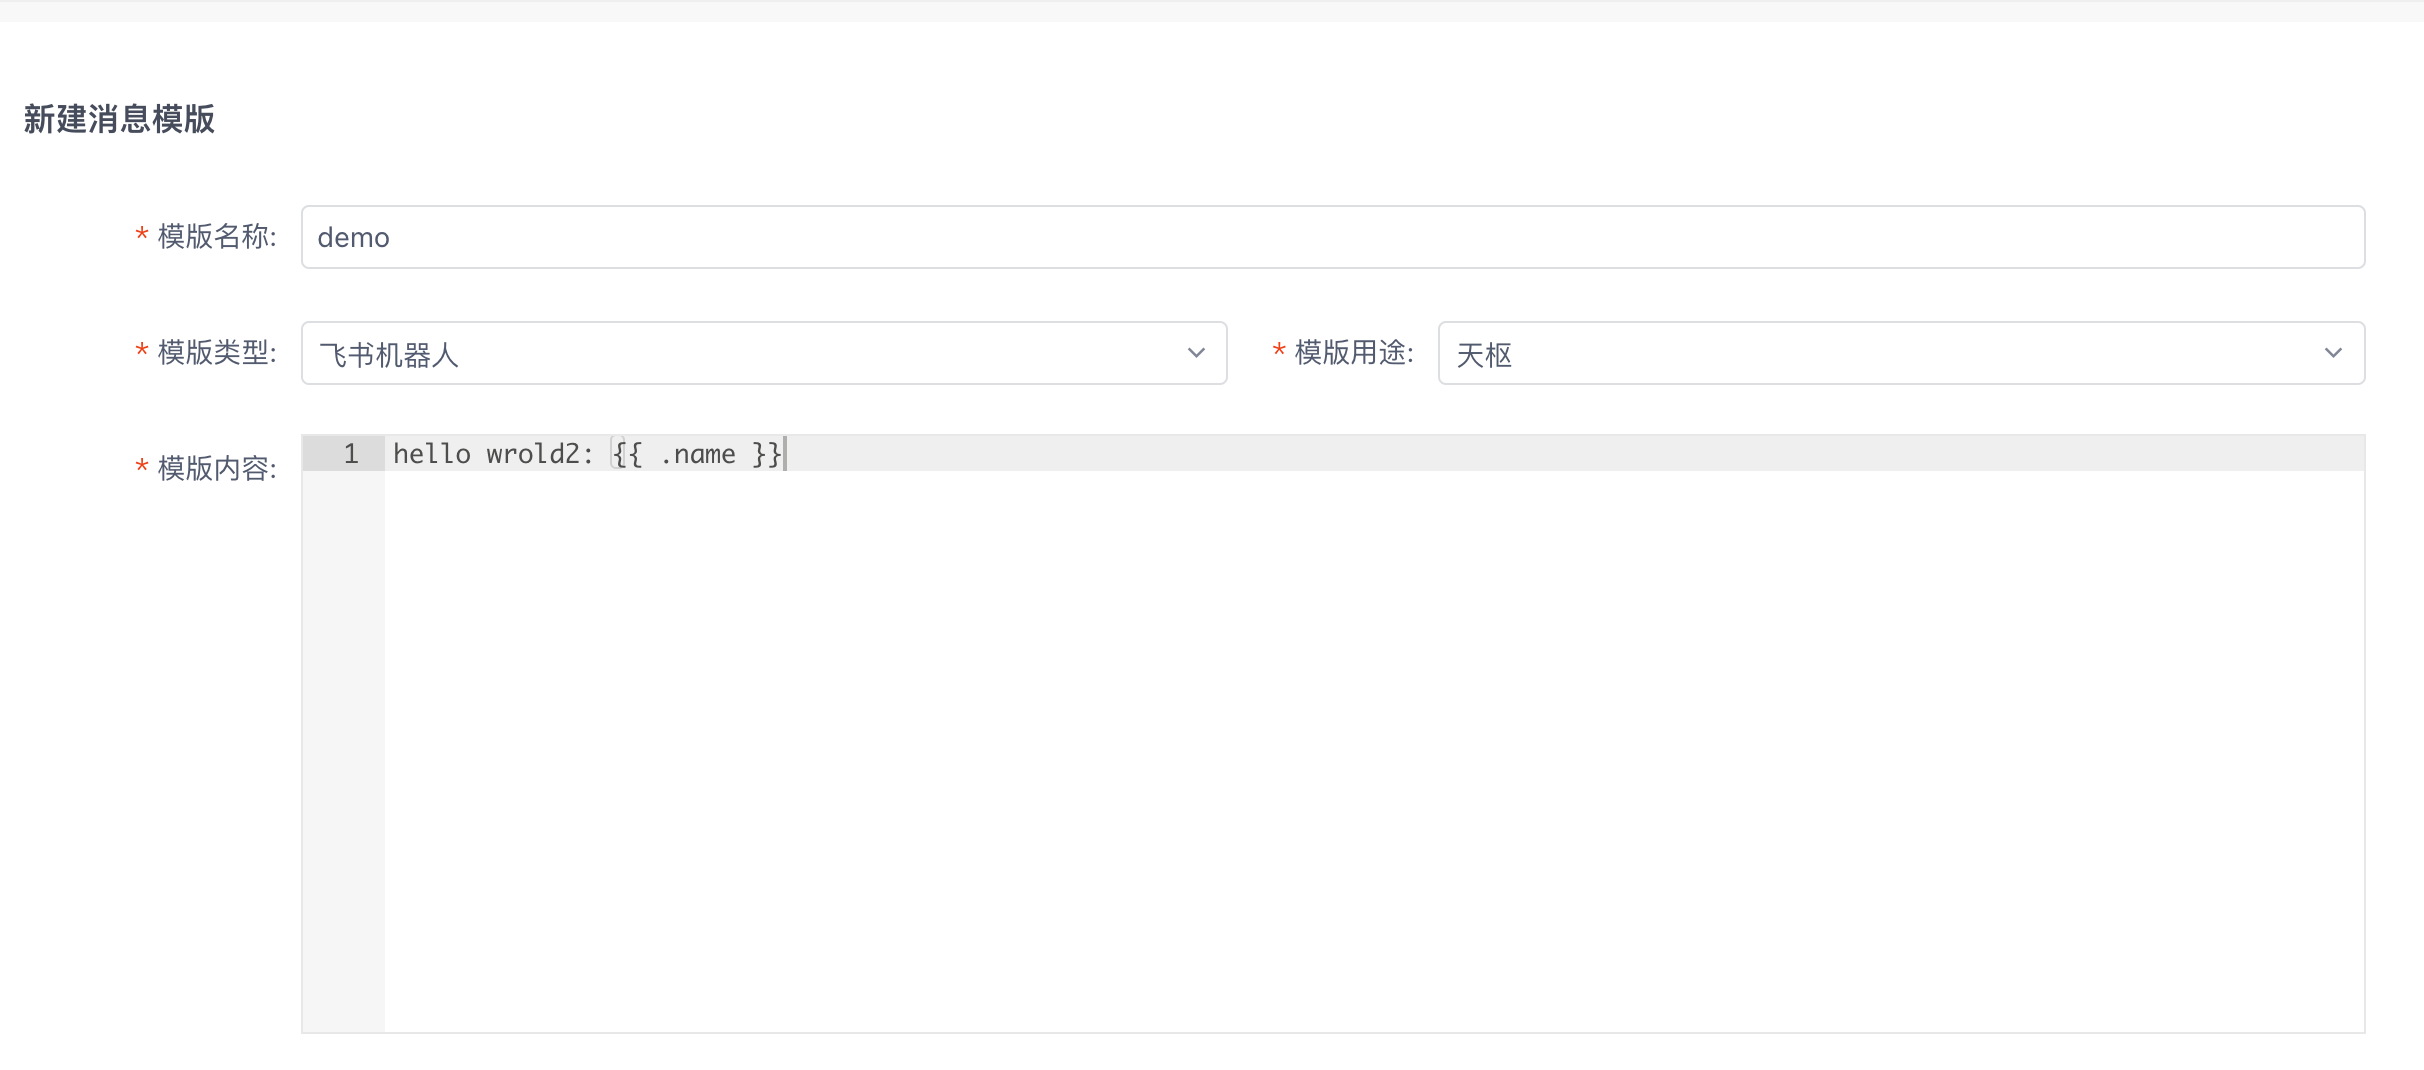 新建消息模版
* 模版名称: demo
* 模版类型: 飞书机器人 * 模版用途: 天枢
* 模版内容: 1 hello wrold2: {{ .name }}